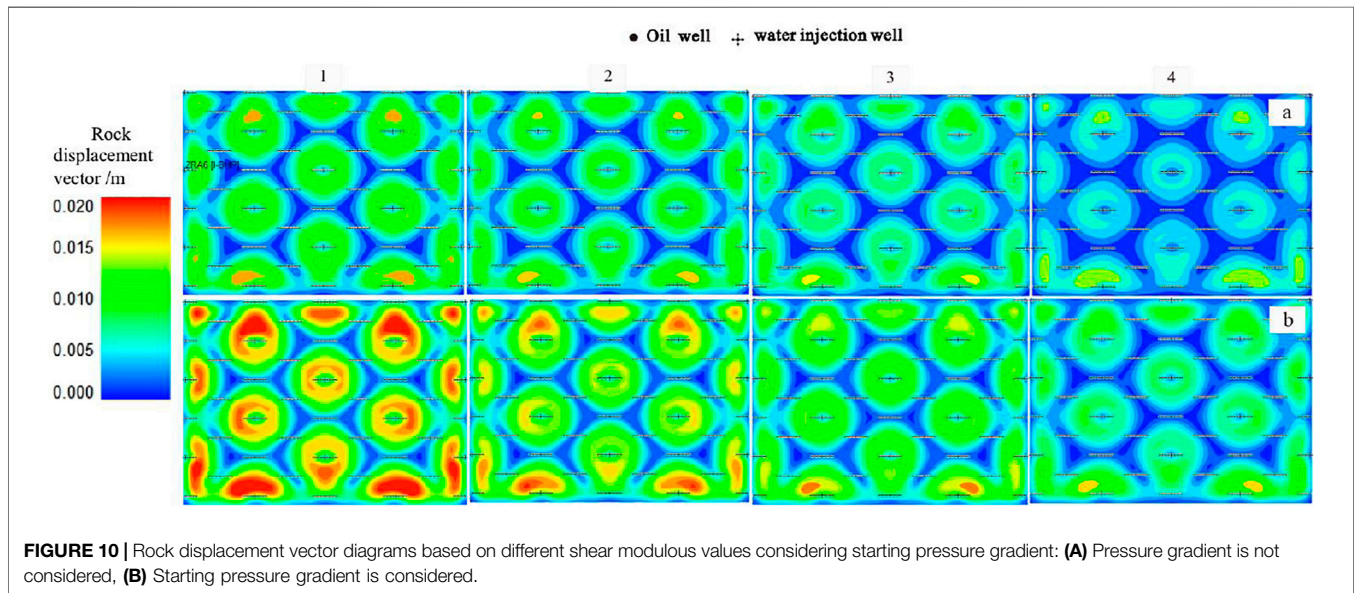 ● Oil well ⊹ water injection well
1 2 3 4
a
Rock
displacement
vector /m
0.020
0.015
0.010
0.005
0.000
b
FIGURE 10 | Rock displacement vector diagrams based on different shear modulous values considering starting pressure gradient: (A) Pressure gradient is not
considered, (B) Starting pressure gradient is considered.